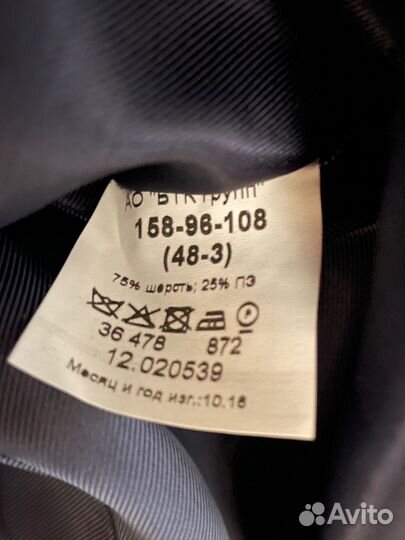 АО "БТК Групп"
158-96-108
(48-3)
75% шерсть; 25% ПЭ
P
36 478 872
12.020539
Месяц и год изг.:10.16
Avito